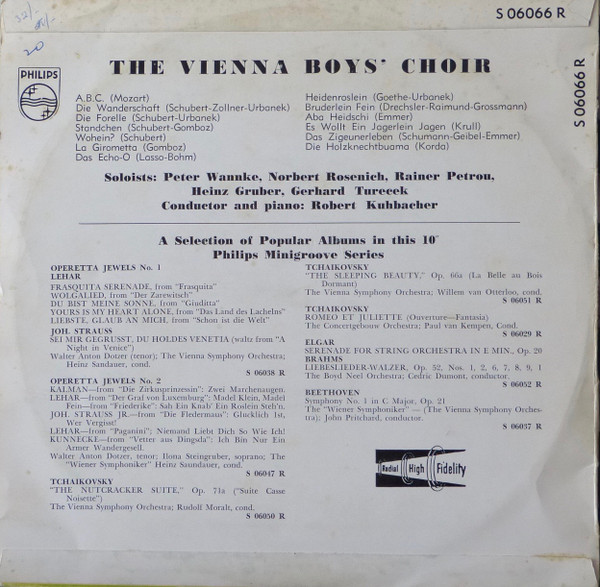 32/-
20
S 06066 R
S 06066 R
PHILIPS
THE VIENNA BOYS' CHOIR
A.B.C. (Mozart)
Die Wanderschaft (Schubert-Zollner-Urbanek)
Die Forelle (Schubert-Urbanek)
Standchen (Schubert-Gomboz)
Wohein? (Schubert)
La Girometta (Gomboz)
Das Echo-O (Lasso-Bohm)
Heidenroslein (Goethe-Urbanek)
Bruderlein Fein (Drechsler-Raimund-Grossmann)
Aba Heidschi (Emmer)
Es Wollt Ein Jagerlein Jagen (Krull)
Das Zigeunerleben (Schumann-Geibel-Emmer)
Die Holzknechtbuama (Korda)
Soloists: Peter Wannke, Norbert Rosenich, Rainer Petrou,
Heinz Gruber, Gerhard Turecek
Conductor and piano: Robert Kuhbacher
A Selection of Popular Albums in this 10"
Philips Minigroove Series
OPERETTA JEWELS No. 1
LEHAR
FRASQUITA SERENADE, from "Frasquita"
WOLGALIED, from "Der Zarewitsch"
DU BIST MEINE SONNE, from "Giuditta"
YOURS IS MY HEART ALONE, from "Das Land des Lachelns"
LIEBSTE, GLAUB AN MICH, from "Schon ist die Welt"
JOH. STRAUSS
SEI MIR GEGRUSST, DU HOLDES VENETIA (waltz from "A
Night in Venice")
Walter Anton Dotzer (tenor); The Vienna Symphony Orchestra;
Heinz Sandauer, cond.
S 06038 R
OPERETTA JEWELS No. 2
KALMAN—from "Die Zirkusprinzessin": Zwei Marchenaugen.
LEHAR—from "Der Graf von Luxemburg": Madel Klein, Madel
Fein—from "Friederike": Sah Ein Knab' Ein Roslein Steh'n.
JOH. STRAUSS JR.—from "Die Fledermaus": Glucklich Ist,
Wer Vergisst!
LEHAR—from "Paganini": Niemand Liebt Dich So Wie Ich!
KUNNECKE—from "Vetter aus Dingsda": Ich Bin Nur Ein
Armer Wandergesell.
Walter Anton Dotzer, tenor; Ilona Steingruber, soprano; The
"Wiener Symphoniker" Heinz Saundauer, cond.
S 06047 R
TCHAIKOVSKY
"THE NUTCRACKER SUITE," Op. 71a ("Suite Casse
Noisette")
The Vienna Symphony Orchestra; Rudolf Moralt, cond.
S 06050 R
TCHAIKOVSKY
"THE SLEEPING BEAUTY," Op. 66a (La Belle au Bois
Dormant)
The Vienna Symphony Orchestra; Willem van Otterloo, cond.
S 06051 R
TCHAIKOVSKY
ROMEO ET JULIETTE (Ouverture—Fantasia)
The Concertgebouw Orchestra; Paul van Kempen, Cond.
S 06029 R
ELGAR
SERENADE FOR STRING ORCHESTRA IN E MIN., Op. 20
BRAHMS
LIEBESLIEDER-WALZER, Op. 52, Nos. 1, 2, 6, 7, 8, 9, 1
The Boyd Neel Orchestra; Cedric Dumont, conductor,
S 06052 R
BEETHOVEN
Symphony No. 1 in C Major, Op. 21
The "Wiener Symphoniker" — (The Vienna Symphony Orches-
tra); John Pritchard, conductor.
S 06037 R
Radial High Fidelity